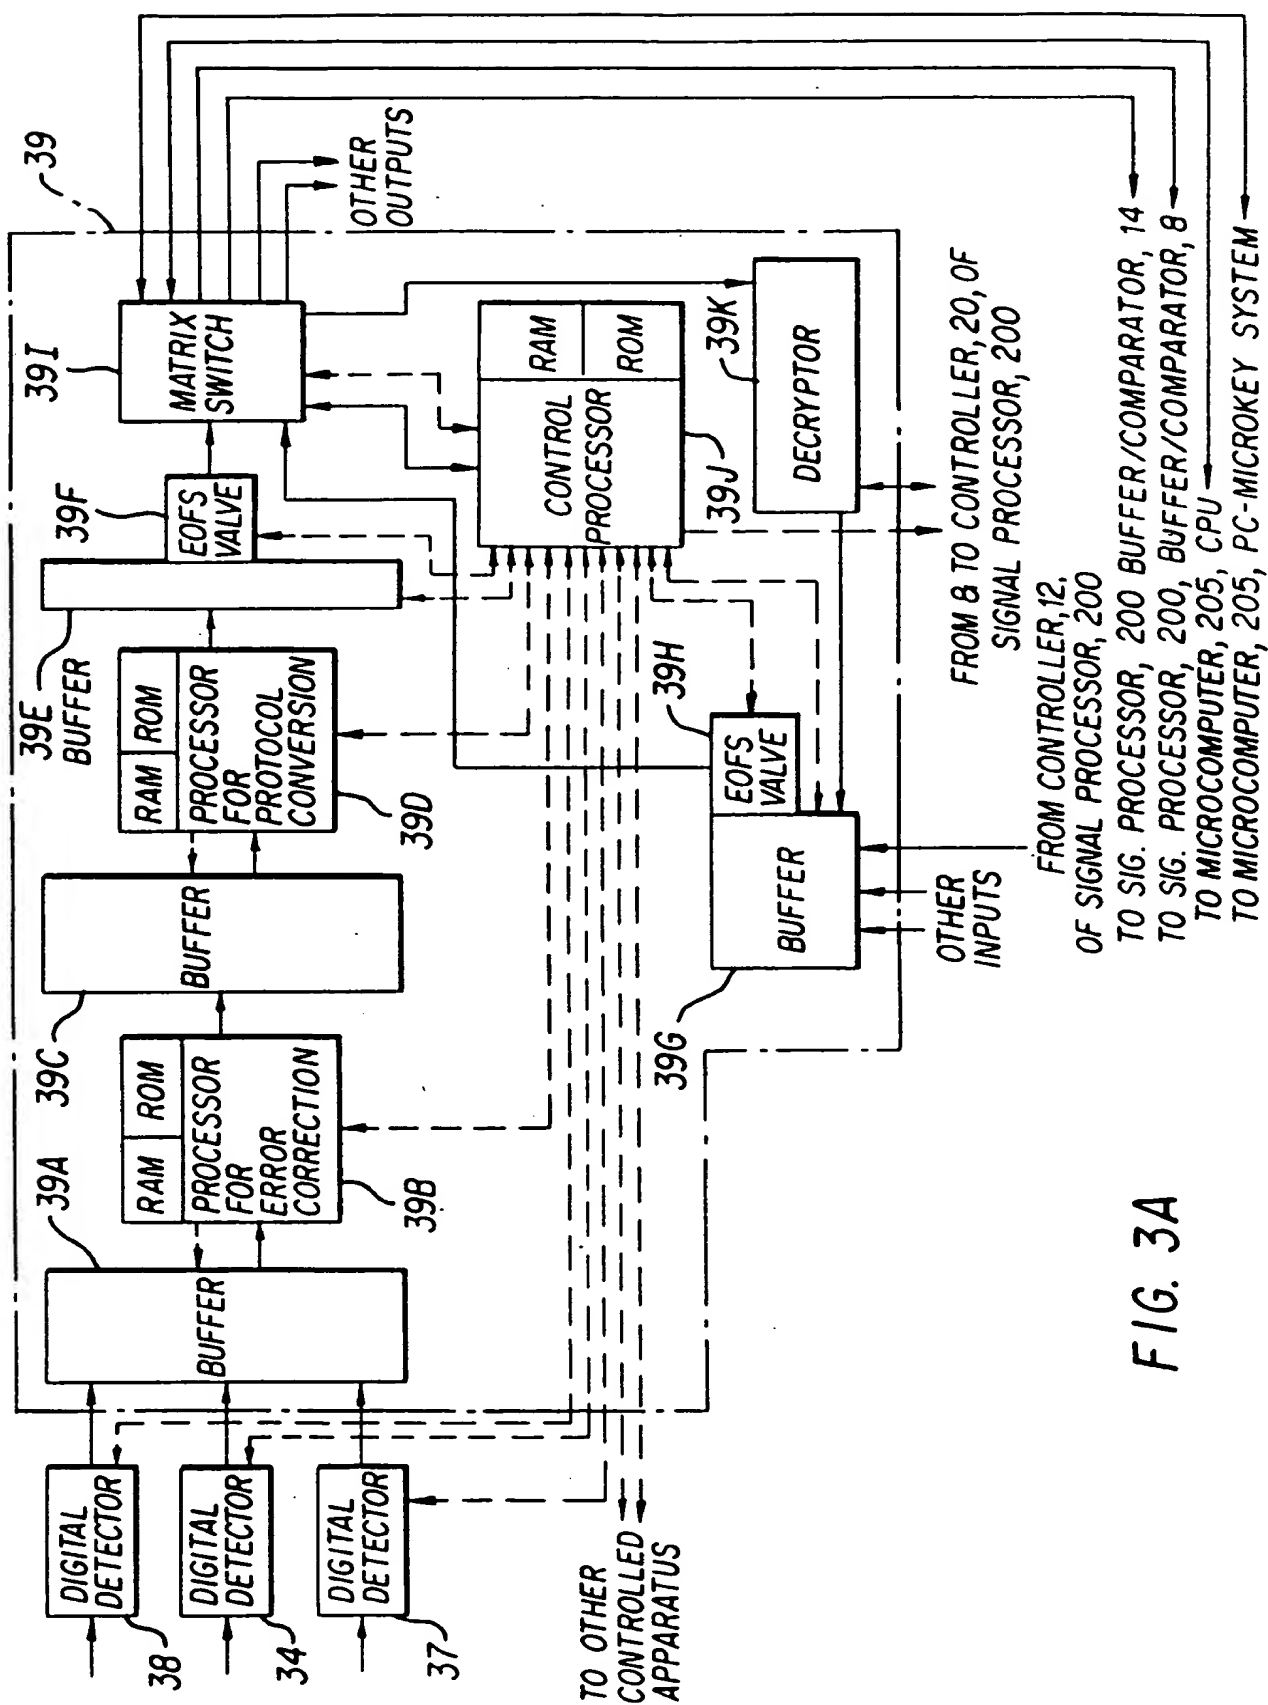 39
38
DIGITAL
DETECTOR
34
DIGITAL
DETECTOR
37
DIGITAL
DETECTOR
39A
BUFFER
RAM
ROM
PROCESSOR
FOR
ERROR
CORRECTION
39B
39C
BUFFER
RAM
ROM
PROCESSOR
FOR
PROTOCOL
CONVERSION
39D
39E
BUFFER
39F
EOFS
VALVE
39I
MATRIX
SWITCH
OTHER
OUTPUTS
CONTROL
PROCESSOR
RAM
ROM
39J
39K
DECRYPTOR
39H
EOFS
VALVE
39G
BUFFER
OTHER
INPUTS
TO OTHER
CONTROLLED
APPARATUS
FROM & TO CONTROLLER, 20, OF
SIGNAL PROCESSOR, 200
FROM CONTROLLER, 12,
OF SIGNAL PROCESSOR, 200
TO SIG. PROCESSOR, 200 BUFFER/COMPARATOR, 14
TO SIG. PROCESSOR, 200, BUFFER/COMPARATOR, 8
TO MICROCOMPUTER, 205, CPU
TO MICROCOMPUTER, 205, PC-MICROKEY SYSTEM
FIG. 3A